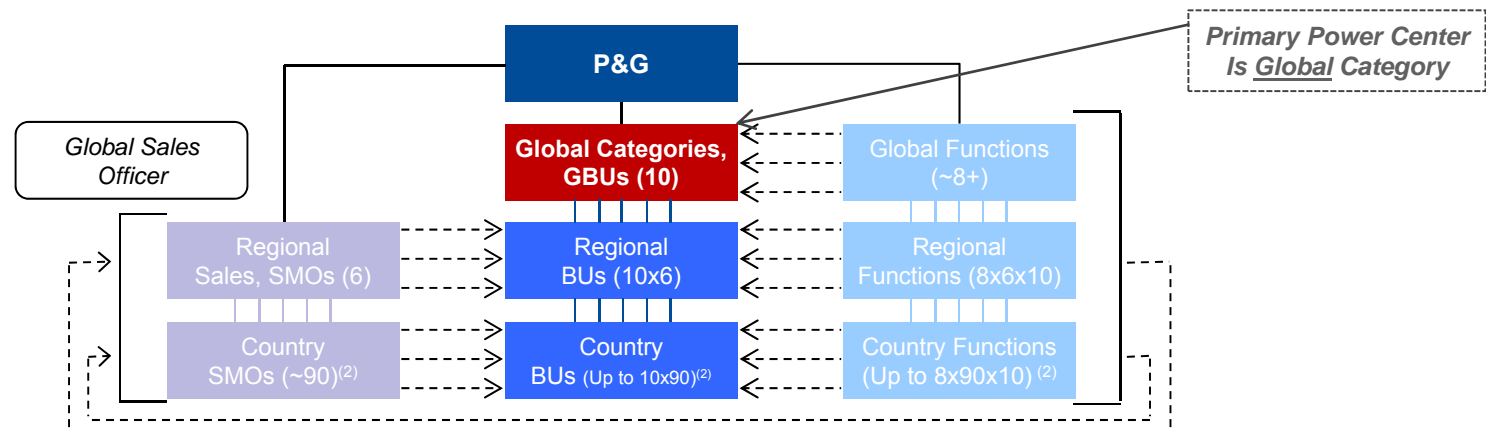 P&G
Primary Power Center
Is Global Category
Global Sales
Officer
Global Categories,
GBUs (10)
Global Functions
(~8+)
Regional
Sales, SMOs (6)
Regional
BUs (10x6)
Regional
Functions (8x6x10)
Country
SMOs (~90)(2)
Country
BUs (Up to 10x90)(2)
Country Functions
(Up to 8x90x10) (2)